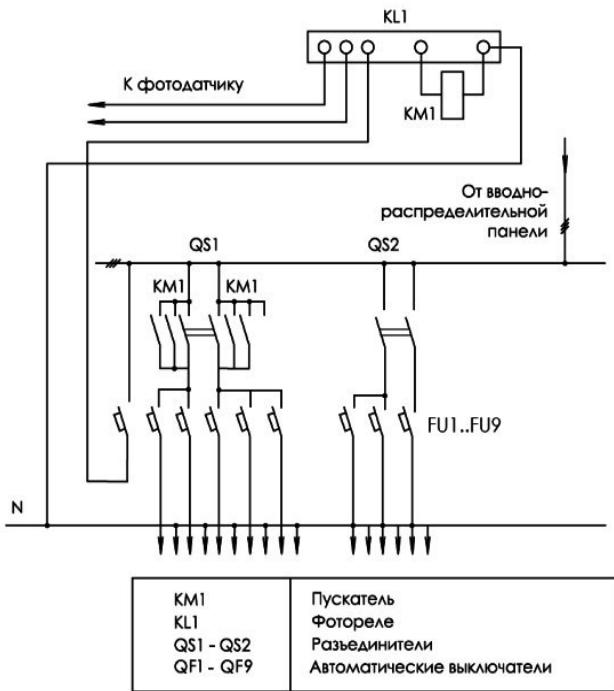 KL1
К фотодатчику
KM1
От вводно-
распределительной
панели
QS1
QS2
KM1
KM1
FU1..FU9
N
KM1 Пускатель
KL1 Фотореле
QS1 - QS2 Разъединители
QF1 - QF9 Автоматические выключатели